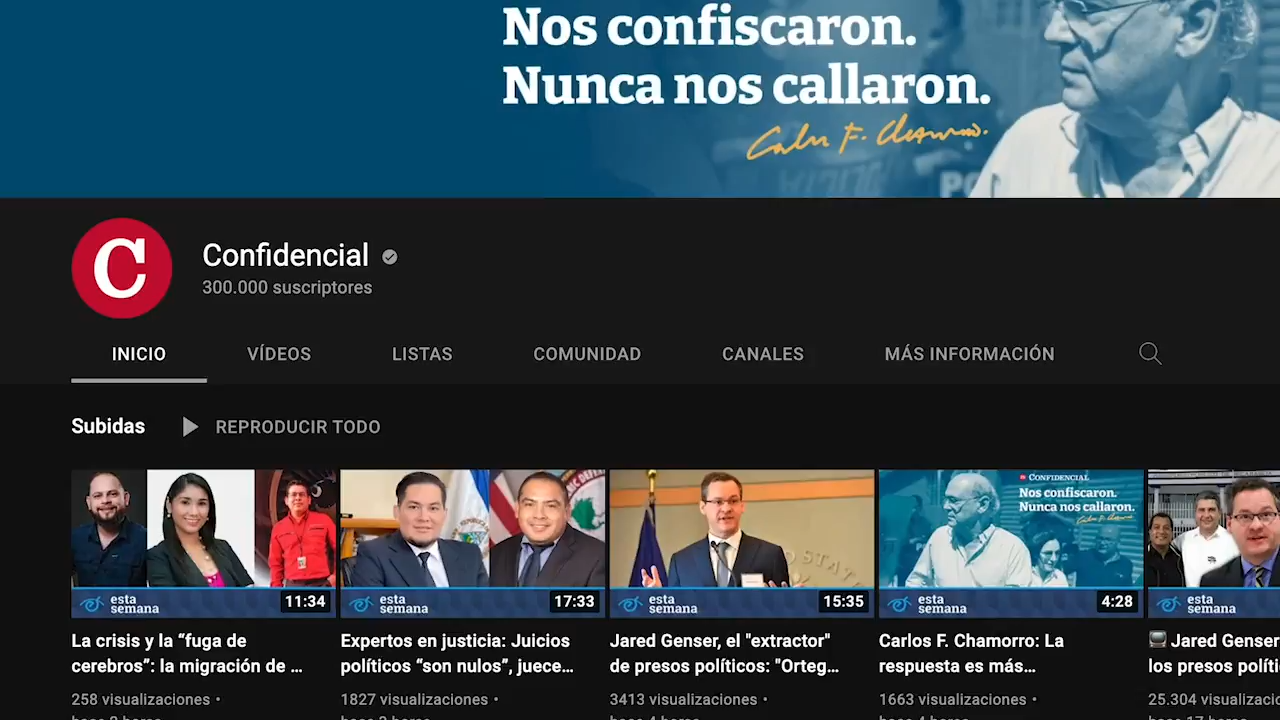 Nos confiscaron.
Nunca nos callaron.
Carlos F. Chamorro.
C
Confidencial
300.000 suscriptores
INICIO
VÍDEOS
LISTAS
COMUNIDAD
CANALES
MÁS INFORMACIÓN
Subidas
REPRODUCIR TODO
esta
semana
11:34
esta
semana
17:33
esta
semana
15:35
CONFIDENCIAL
Nos confiscaron.
Nunca nos callaron.
esta
semana
4:28
esta
semana
La crisis y la “fuga de
cerebros”: la migración de ...
258 visualizaciones •
Expertos en justicia: Juicios
políticos “son nulos”, juece...
1827 visualizaciones •
Jared Genser, el "extractor"
de presos políticos: "Orteg...
3413 visualizaciones •
Carlos F. Chamorro: La
respuesta es más...
1663 visualizaciones •
Jared Genser
los presos políti
25.304 visualizaci